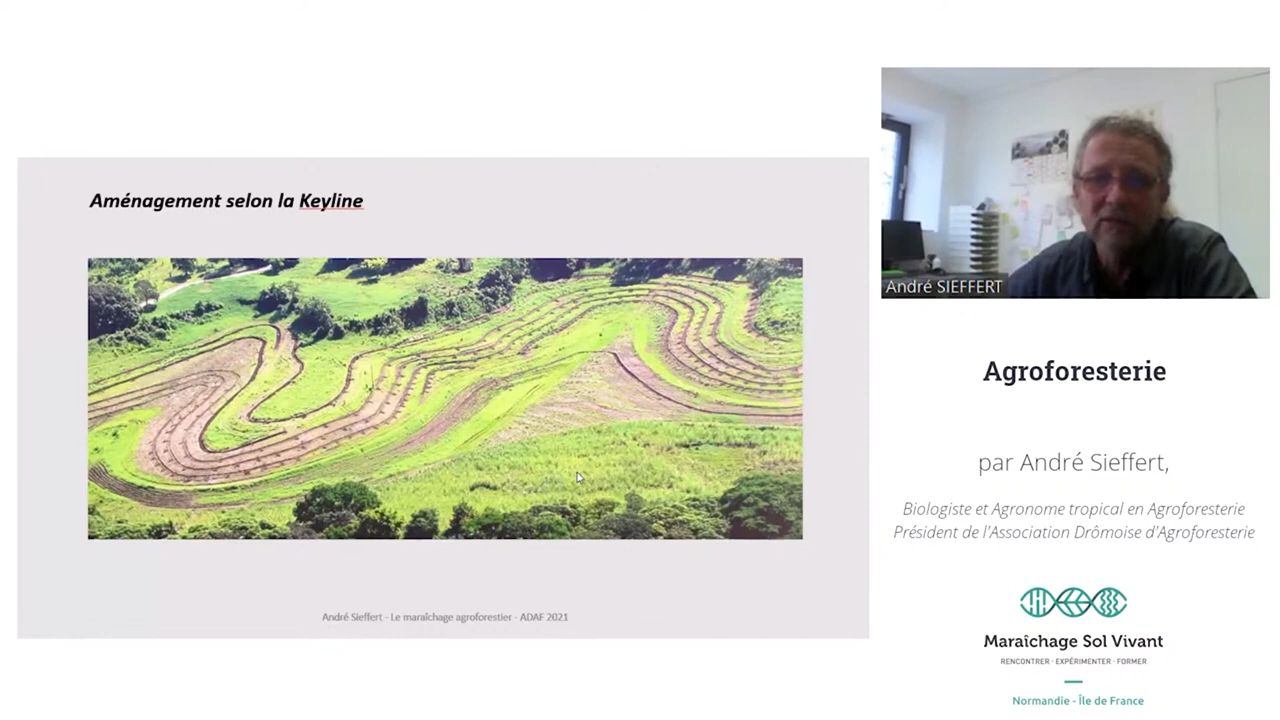 Aménagement selon la Keyline
André Sieffert - Le maraîchage agroforestier - ADAF 2021
André SIEFFERT
Agroforesterie
par André Sieffert,
Biologiste et Agronome tropical en Agroforesterie
Président de l'Association Drômoise d'Agroforesterie
Maraîchage Sol Vivant
RENCONTRER · EXPÉRIMENTER · FORMER
Normandie - Île de France